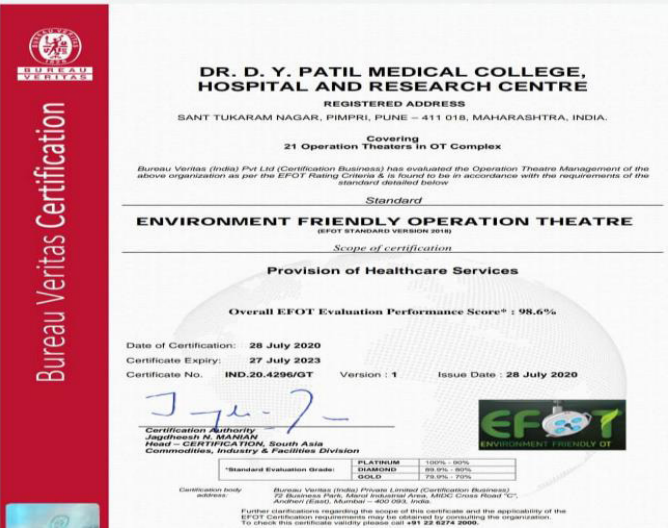 BUREAU
VERITAS
Bureau Veritas Certification
DR. D. Y. PATIL MEDICAL COLLEGE,
HOSPITAL AND RESEARCH CENTRE
REGISTERED ADDRESS
SANT TUKARAM NAGAR, PIMPRI, PUNE – 411 018, MAHARASHTRA, INDIA.
Covering
21 Operation Theaters in OT Complex
Bureau Veritas (India) Pvt Ltd (Certification Business) has evaluated the Operation Theatre Management of the
above organization as per the EFOT Rating Criteria & is found to be in accordance with the requirements of the
standard detailed below
Standard
ENVIRONMENT FRIENDLY OPERATION THEATRE
(EFOT STANDARD VERSION 2018)
Scope of certification
Provision of Healthcare Services
Overall EFOT Evaluation Performance Score* : 98.6%
Date of Certification: 28 July 2020
Certificate Expiry: 27 July 2023
Certificate No. IND.20.4296/GT Version : 1 Issue Date : 28 July 2020
Certification Authority
Jagdheesh N. MANIAN
Head – CERTIFICATION, South Asia
Commodities, Industry & Facilities Division
EFOT
ENVIRONMENT FRIENDLY OT
*Standard Evaluation Grade:
PLATINUM 100% - 90%
DIAMOND 89.9% - 80%
GOLD 79.9% - 70%
Certification body address: Bureau Veritas (India) Private Limited (Certification Business)
72 Business Park, Marol Industrial Area, MIDC Cross Road "C",
Andheri (East), Mumbai – 400 093, India.
Further clarifications regarding the scope of this certificate and the applicability of the
EFOT Certification requirements may be obtained by consulting the organization.
To check this certificate validity please call +91 22 6274 2000.